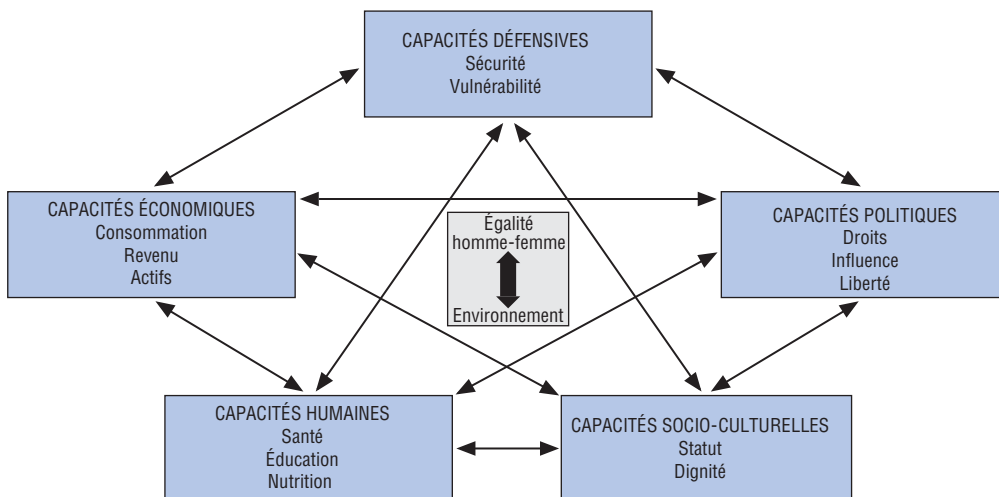 CAPACITÉS DÉFENSIVES
Sécurité
Vulnérabilité
CAPACITÉS ÉCONOMIQUES
Consommation
Revenu
Actifs
Égalité
homme-femme
Environnement
CAPACITÉS POLITIQUES
Droits
Influence
Liberté
CAPACITÉS HUMAINES
Santé
Éducation
Nutrition
CAPACITÉS SOCIO-CULTURELLES
Statut
Dignité